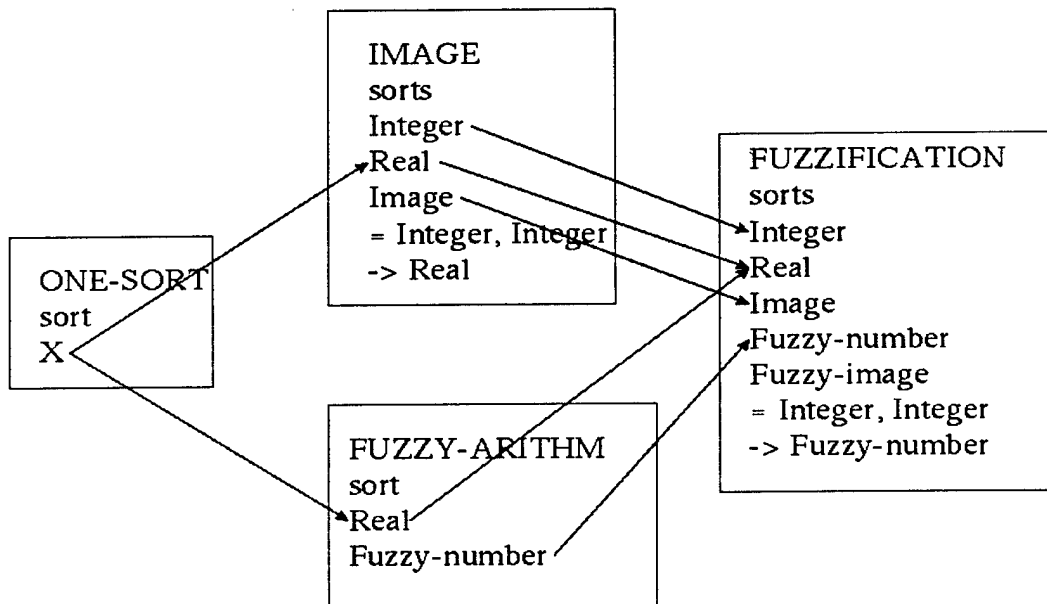 IMAGE
sorts
Integer
Real
Image
= Integer, Integer
-> Real
ONE-SORT
sort
X
FUZZY-ARITHM
sort
Real
Fuzzy-number
FUZZIFICATION
sorts
Integer
Real
Image
Fuzzy-number
Fuzzy-image
= Integer, Integer
-> Fuzzy-number